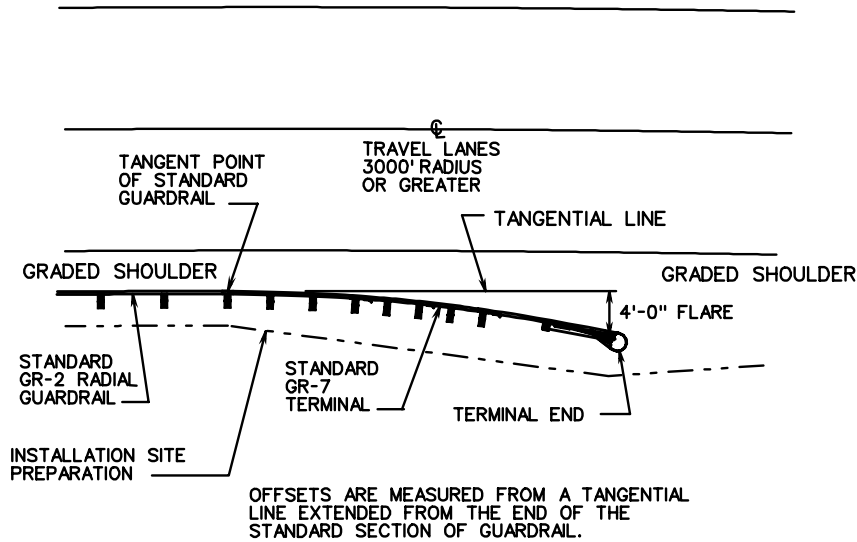 ℄
TRAVEL LANES
3000' RADIUS
OR GREATER
TANGENT POINT
OF STANDARD
GUARDRAIL
TANGENTIAL LINE
GRADED SHOULDER
GRADED SHOULDER
4'-0" FLARE
STANDARD
GR-2 RADIAL
GUARDRAIL
STANDARD
GR-7
TERMINAL
TERMINAL END
INSTALLATION SITE
PREPARATION
OFFSETS ARE MEASURED FROM A TANGENTIAL
LINE EXTENDED FROM THE END OF THE
STANDARD SECTION OF GUARDRAIL.